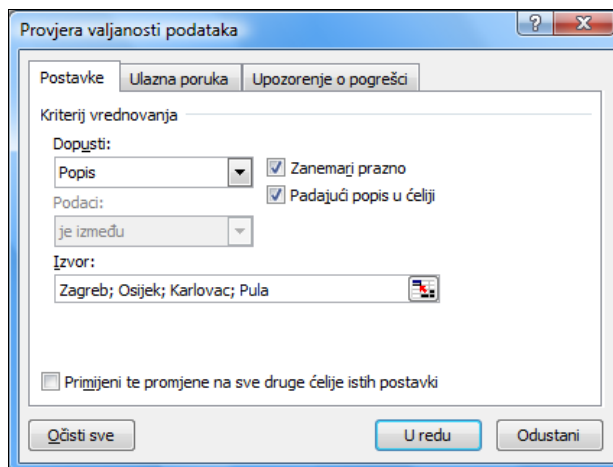 Provjera valjanosti podataka
Postavke Ulazna poruka Upozorenje o pogrešci
Kriterij vrednovanja
Dopusti:
Popis Zanemari prazno
Podaci: Padajući popis u ćeliji
je između
Izvor:
Zagreb; Osijek; Karlovac; Pula
Primijeni te promjene na sve druge ćelije istih postavki
Očisti sve U redu Odustani